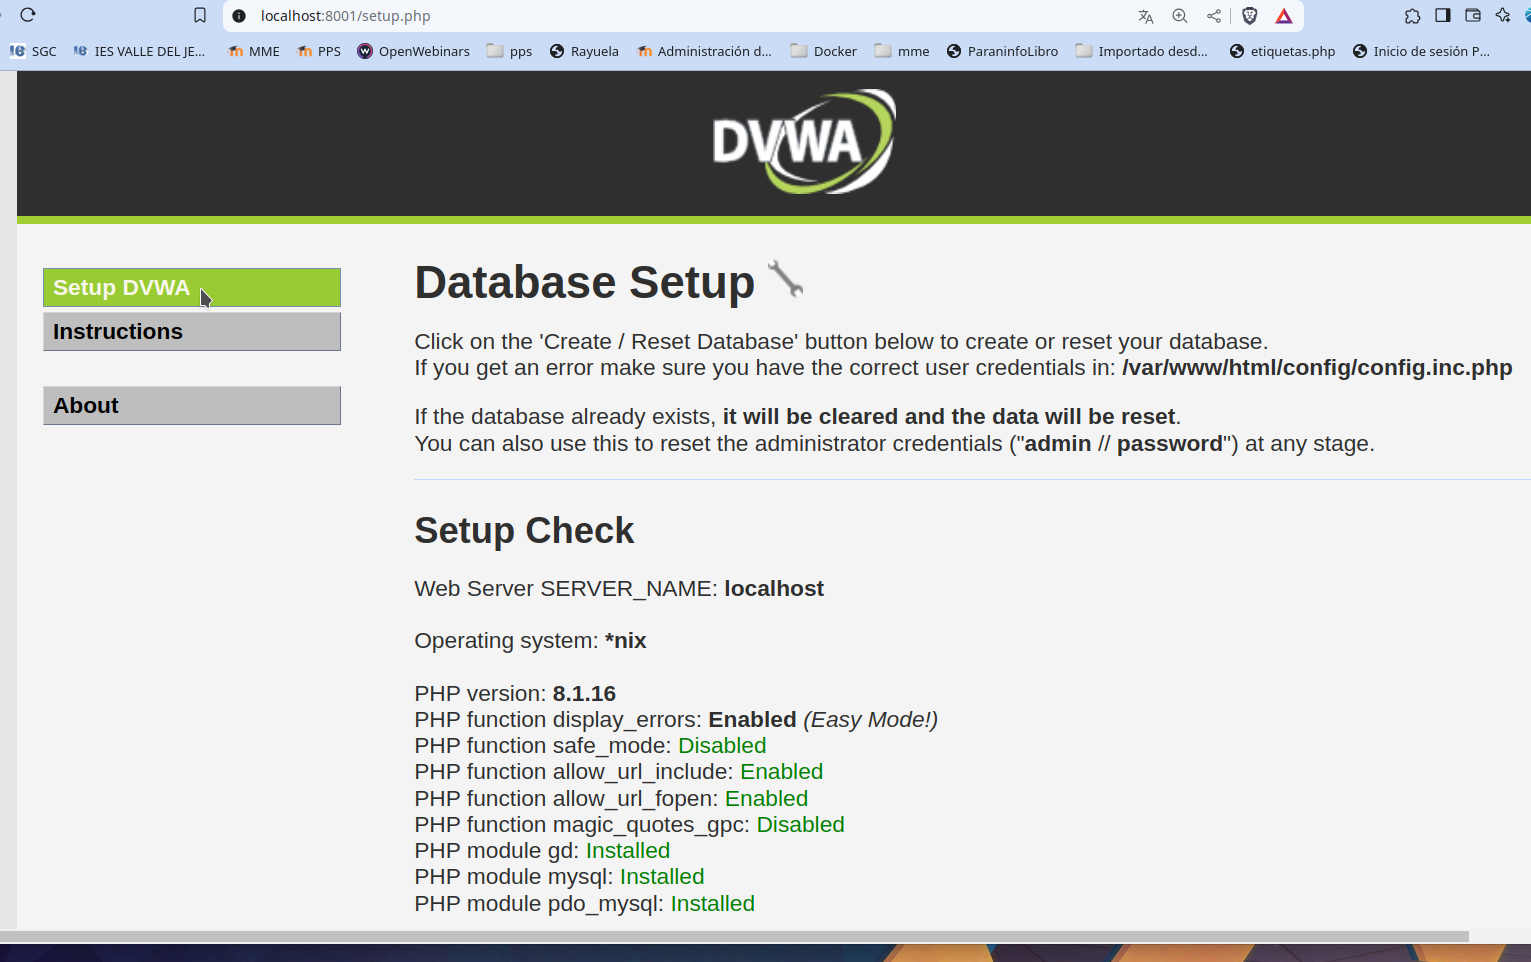 localhost:8001/setup.php
SGC
IES VALLE DEL JE...
MME
PPS
OpenWebinars
pps
Rayuela
Administración d...
Docker
mme
ParaninfoLibro
Importado desd...
etiquetas.php
Inicio de sesión P...
DVWA
Setup DVWA
Instructions
About
Database Setup
Click on the 'Create / Reset Database' button below to create or reset your database.
If you get an error make sure you have the correct user credentials in: /var/www/html/config/config.inc.php
If the database already exists, it will be cleared and the data will be reset.
You can also use this to reset the administrator credentials ("admin // password") at any stage.
Setup Check
Web Server SERVER_NAME: localhost
Operating system: *nix
PHP version: 8.1.16
PHP function display_errors: Enabled (Easy Mode!)
PHP function safe_mode: Disabled
PHP function allow_url_include: Enabled
PHP function allow_url_fopen: Enabled
PHP function magic_quotes_gpc: Disabled
PHP module gd: Installed
PHP module mysql: Installed
PHP module pdo_mysql: Installed